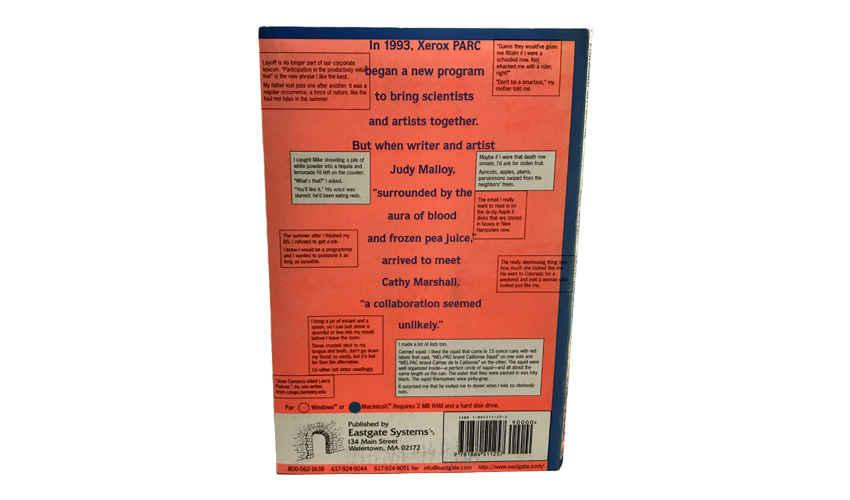 In 1993, Xerox PARC
began a new program
to bring scientists
and artists together.
But when writer and artist
Judy Malloy,
"surrounded by the
aura of blood
and frozen pea juice,"
arrived to meet
Cathy Marshall,
"a collaboration seemed
unlikely."
Layoff is no longer part of our corporate
lexicon. "Participation in the productivity initia-
tive" is the new phrase I like the best.
My father lost jobs one after another. It was a
regular occurrence, a force of nature, like the
foul red tides in the summer.
"Guess they would've given
me Ritalin if I were a
schoolkid now. Not
whacked me with a ruler,
right?"
"Don't be a smartass," my
mother told me.
I caught Mike shoveling a pile of
white powder into a tequila and
lemonade I'd left on the counter.
"What's that?" I asked.
"You'll like it." His voice was
slurred; he'd been eating reds.
Maybe if I were that death row
inmate, I'd ask for stolen fruit.
Apricots, apples, plums,
persimmons swiped from the
neighbors' trees.
The email I really
want to read is on
the dusty Apple II
disks that are stored
in boxes in New
Hampshire now.
The summer after I finished my
BS, I refused to get a job.
I knew I would be a programmer
and I wanted to postpone it as
long as possible.
The really depressing thing was
how much she looked like me.
He went to Colorado for a
weekend and met a woman who
looked just like me.
I bring a jar of instant and a
spoon, so I can just shove a
spoonful or two into my mouth
before I leave the room.
Those crystals stick to my
tongue and teeth, don't go down
my throat so easily, but it's bet-
ter than the alternative.
I'd rather not detox unwillingly.
I made a lot of lists too.
Canned squid. I liked the squid that came in 15 ounce cans with red
labels that said, "WEL-PAC brand California Squid" on one side and
"WEL-PAC brand Calmar de la Californie" on the other. The squid were
well organized inside—a perfect circle of squid—and all about the
same length as the can. The water that they were packed in was inky
black. The squid themselves were pinky-gray.
It surprised me that he invited me to dinner when I was so obviously
nuts.
"Jose Canseco killed Laura
Palmer," my son writes
from congo.berkeley.edu
For Windows™ or Macintosh.™ Requires 2 MB RAM and a hard disk drive.
Published by
Eastgate Systems
134 Main Street
Watertown, MA 02172
ISBN 1-884511-25-5
90000>
9 781884 511257
800-562-1638 617-924-9044 617-924-9051 fax info@eastgate.com http://www.eastgate.com/